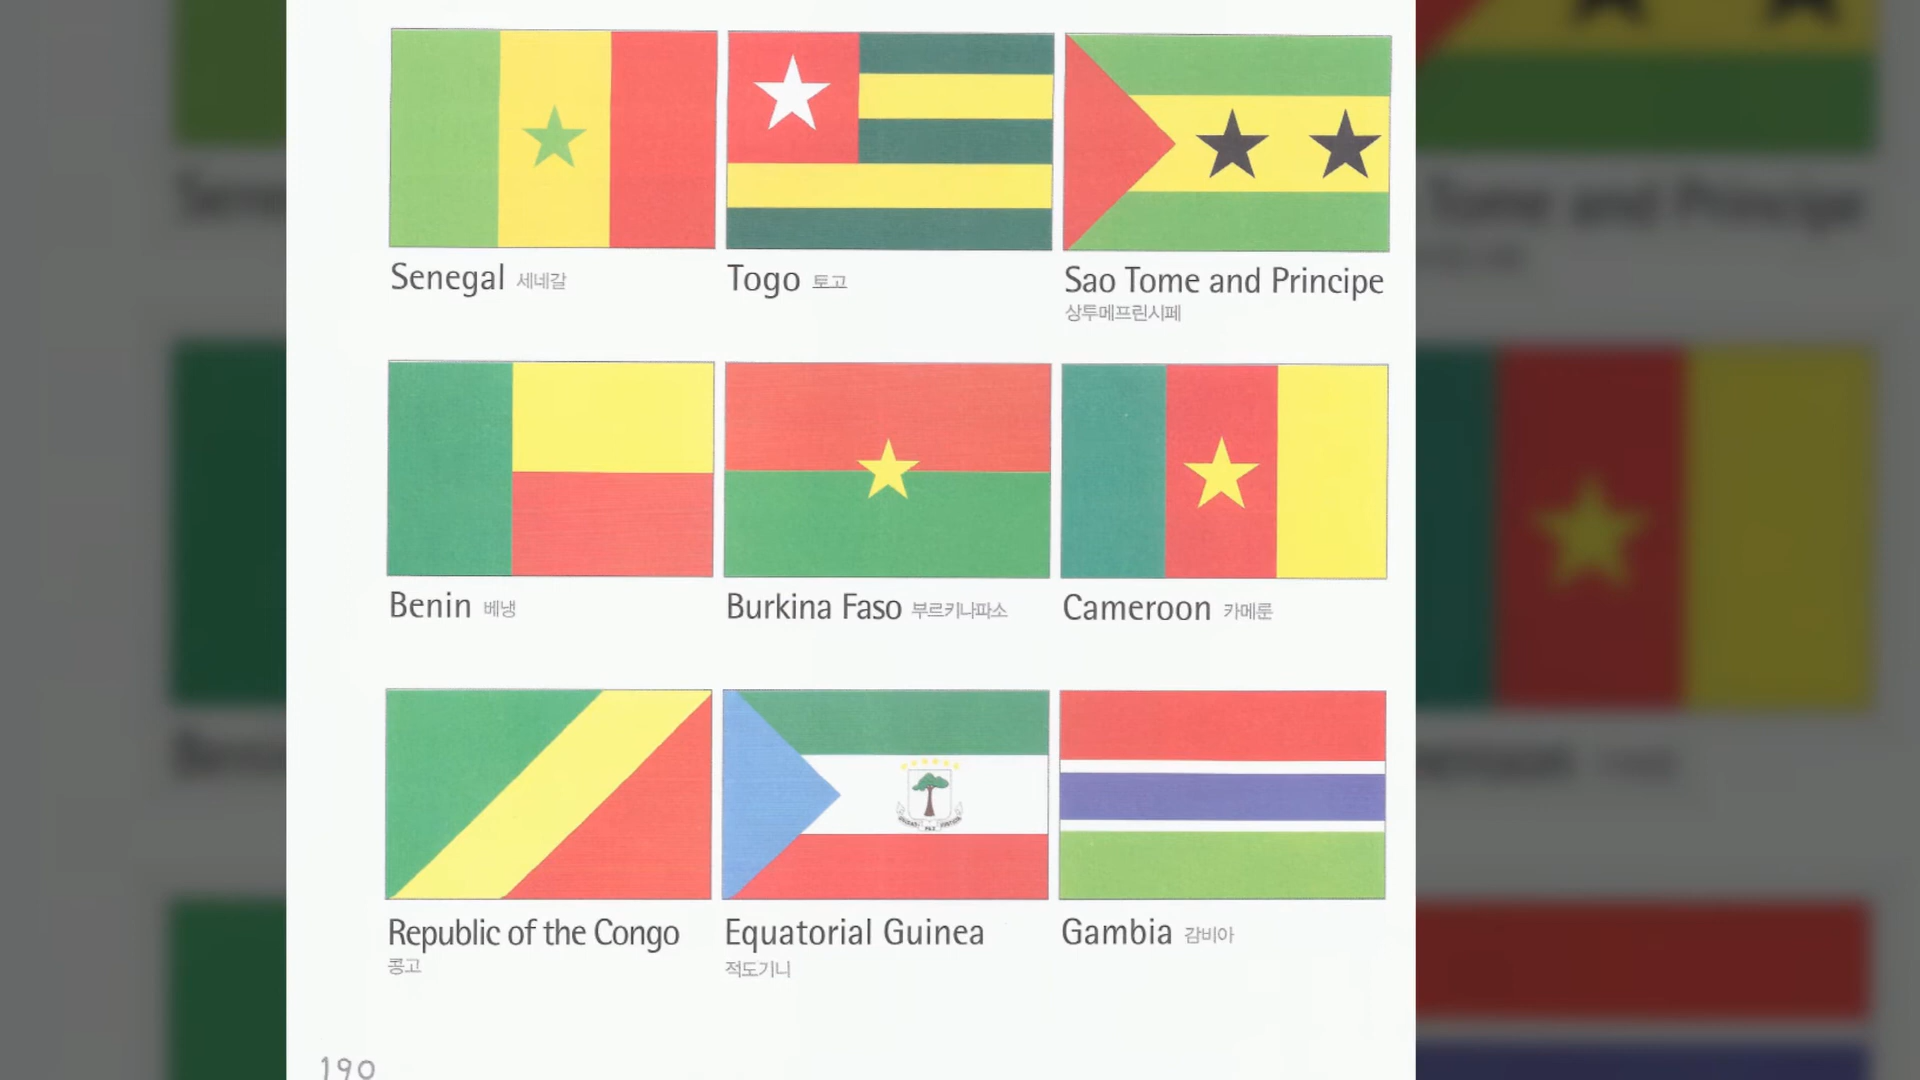 Senegal 세네갈
Togo 토고
Sao Tome and Principe
상투메프린시페
Benin 베냉
Burkina Faso 부르키나파소
Cameroon 카메룬
Republic of the Congo
콩고
Equatorial Guinea
적도기니
Gambia 감비아
190